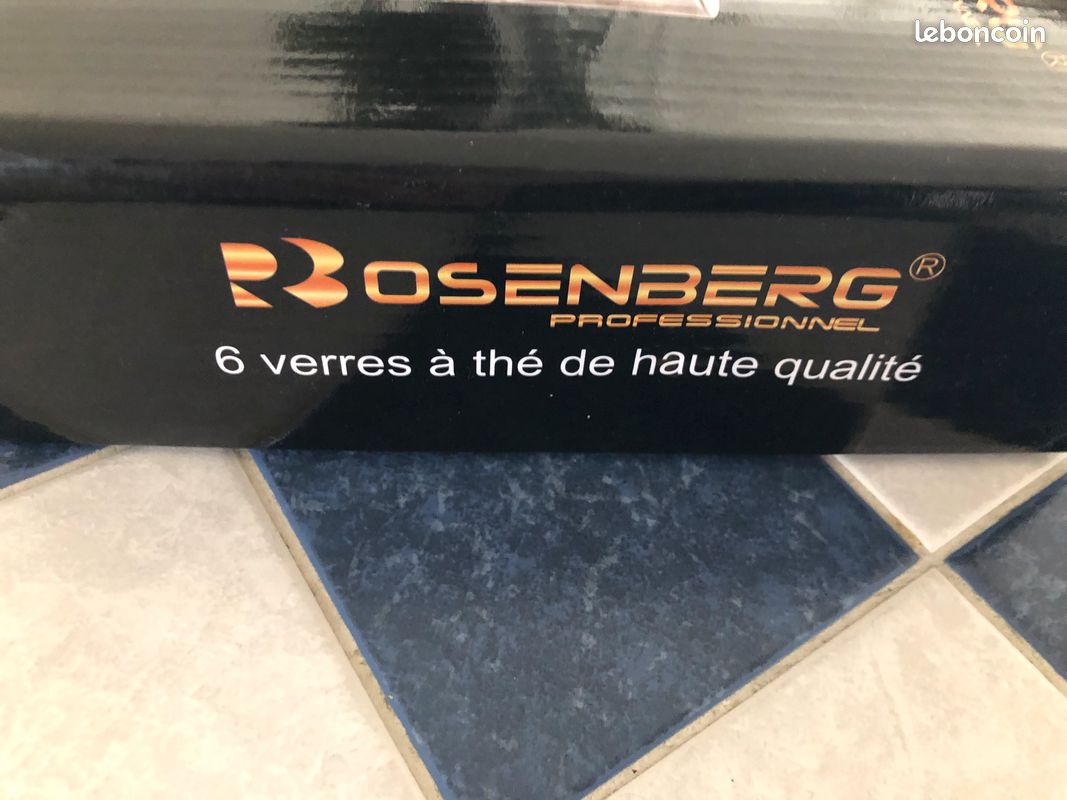 leboncoin
ROSENBERG®
PROFESSIONNEL
6 verres à thé de haute qualité